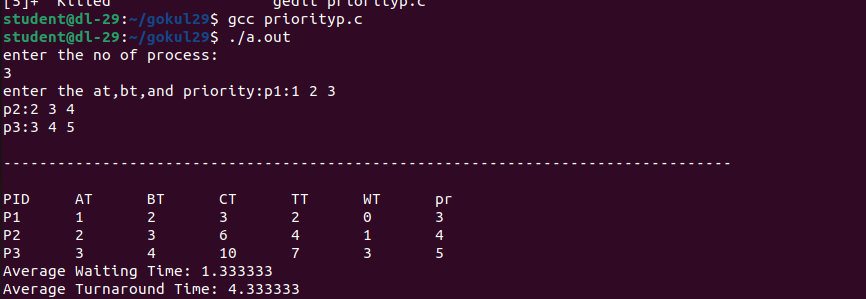 [5]+  Killed                  gedit priorityp.c
student@dl-29:~/gokul29$ gcc priorityp.c
student@dl-29:~/gokul29$ ./a.out
enter the no of process:
3
enter the at,bt,and priority:p1:1 2 3
p2:2 3 4
p3:3 4 5
---------------------------------------------------------------------------------
PID     AT      BT      CT      TT      WT      pr
P1      1       2       3       2       0       3
P2      2       3       6       4       1       4
P3      3       4       10      7       3       5
Average Waiting Time: 1.333333
Average Turnaround Time: 4.333333